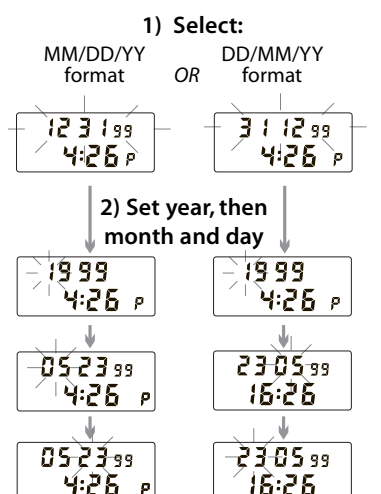 1) Select:
MM/DD/YY format OR DD/MM/YY format
12 31 99
4:26 P
31 12 99
4:26 P
2) Set year, then
month and day
1999
4:26 P
1999
4:26 P
05 23 99
4:26 P
23 05 99
16:26
05 23 99
4:26 P
23 05 99
16:26